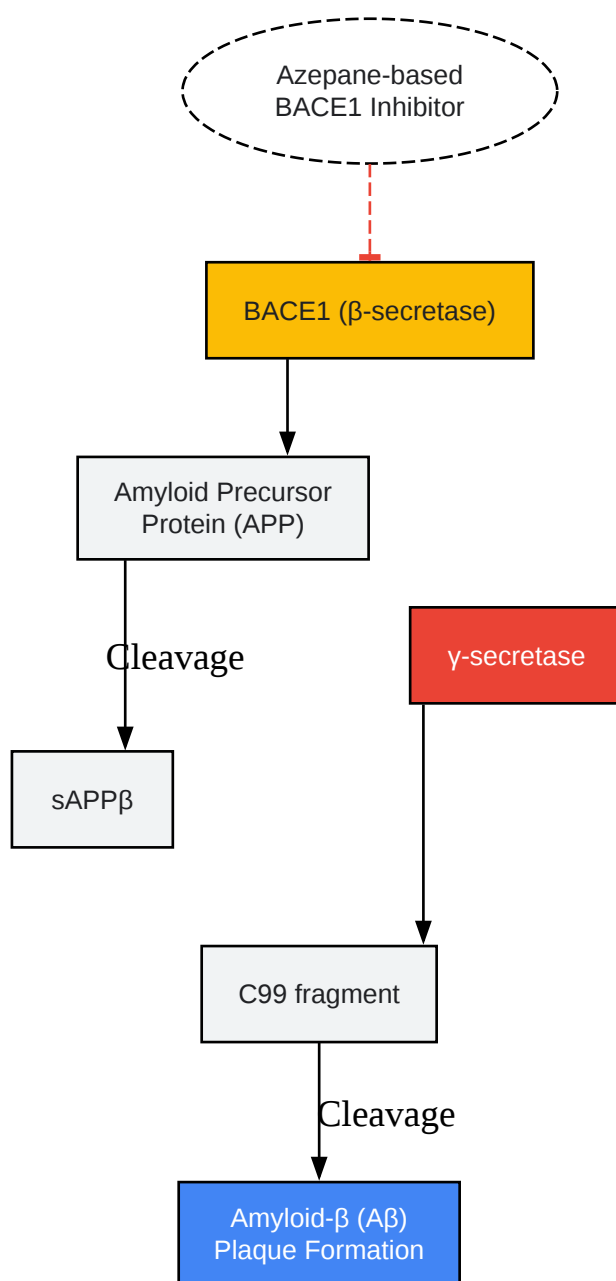 Azepane-based
BACE1 Inhibitor
BACE1 (β-secretase)
Amyloid Precursor
Protein (APP)
Cleavage
γ-secretase
sAPPβ
C99 fragment
Cleavage
Amyloid-β (Aβ)
Plaque Formation